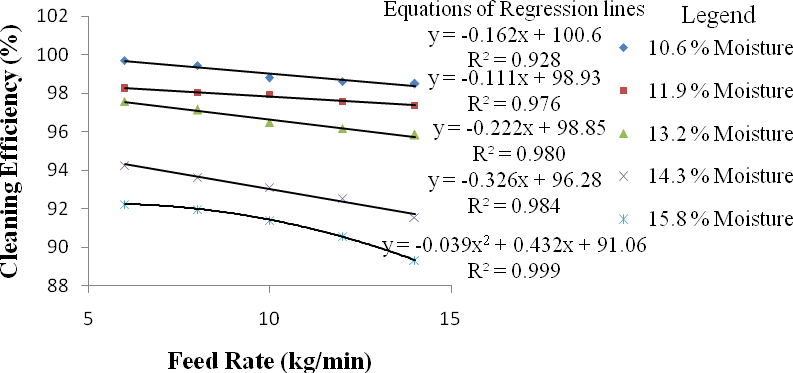 Equations of Regression lines
Legend
y = -0.162x + 100.6
R² = 0.928
y = -0.111x + 98.93
R² = 0.976
y = -0.222x + 98.85
R² = 0.980
y = -0.326x + 96.28
R² = 0.984
y = -0.039x² + 0.432x + 91.06
R² = 0.999
10.6 % Moisture
11.9 % Moisture
13.2 % Moisture
14.3 % Moisture
15.8 % Moisture
Cleaning Efficiency (%)
102
100
98
96
94
92
90
88
5
10
15
Feed Rate (kg/min)